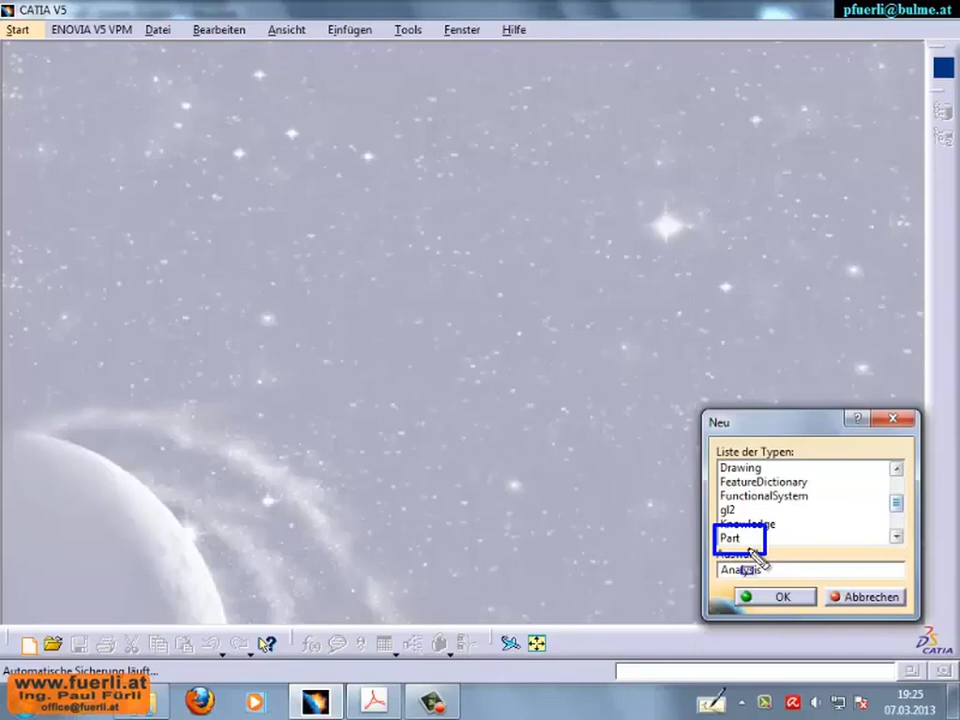 CATIA V5
pfuerli@bulme.at
Start ENOVIA V5 VPM Datei Bearbeiten Ansicht Einfügen Tools Fenster Hilfe
Neu
Liste der Typen:
Drawing
FeatureDictionary
FunctionalSystem
gl2
Knowledge
Part
Analysis
OK Abbrechen
CATIA
Automatische Sicherung läuft...
www.fuerli.at
Ing. Paul Fürli
office@fuerli.at
19:25
07.03.2013